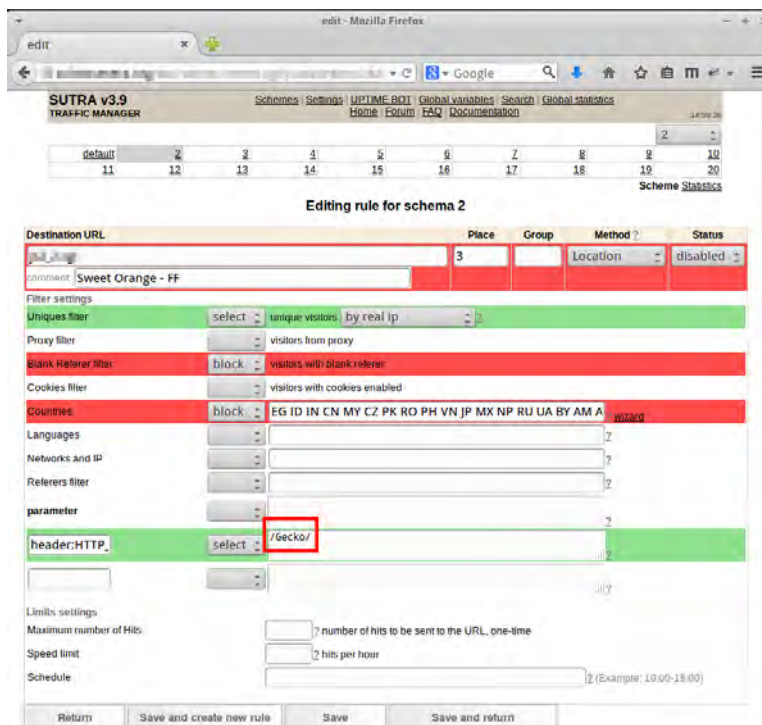 edit - Mozilla Firefox
edit
Google
SUTRA v3.9
TRAFFIC MANAGER
Schemes | Settings | UPTIME BOT | Global variables | Search | Global statistics
Home | Forum | FAQ | Documentation
2
default 2 3 4 5 6 7 8 9 10
11 12 13 14 15 16 17 18 19 20
Scheme Statistics
Editing rule for schema 2
Destination URL Place Group Method ? Status
3 Location disabled
comment Sweet Orange - FF
Filter settings
Uniques filter select unique visitors by real ip ?
Proxy filter visitors from proxy
Blank Referer filter block visitors with blank referer
Cookies filter visitors with cookies enabled
Countries block EG ID IN CN MY CZ PK RO PH VN JP MX NP RU UA BY AM A wizard
Languages ?
Networks and IP ?
Referers filter ?
parameter ?
header:HTTP_ select /Gecko/ ?
?
Limits settings
Maximum number of Hits ? number of hits to be sent to the URL, one-time
Speed limit ? hits per hour
Schedule ? (Example: 10:00-18:00)
Return Save and create new rule Save Save and return